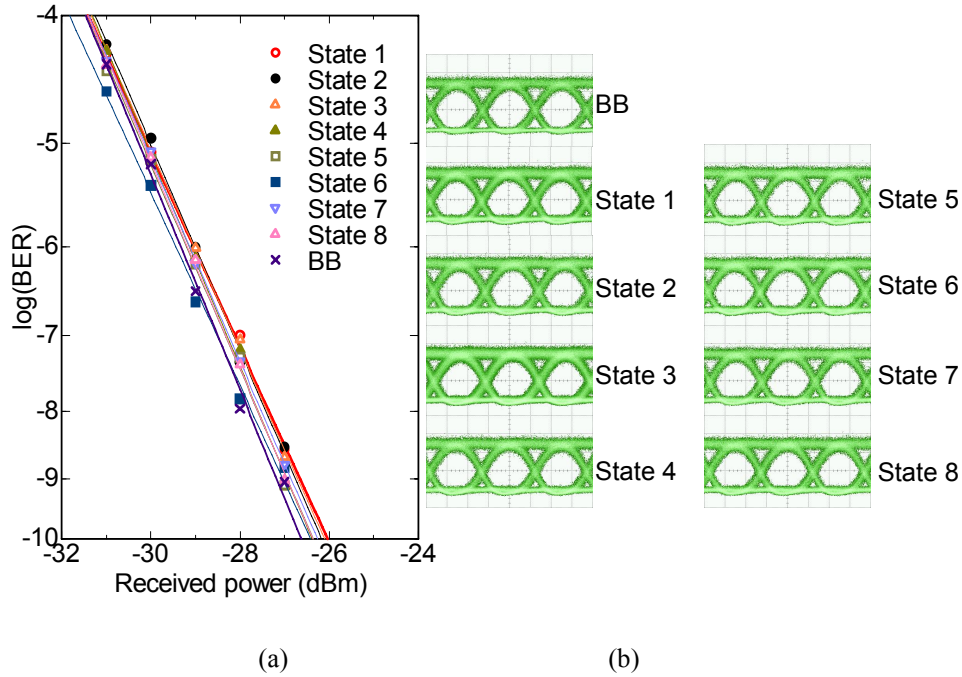 -4
-5
-6
-7
-8
-9
-10
log(BER)
-32
-30
-28
-26
-24
Received power (dBm)
State 1
State 2
State 3
State 4
State 5
State 6
State 7
State 8
BB
(a)
BB
State 1
State 2
State 3
State 4
State 5
State 6
State 7
State 8
(b)